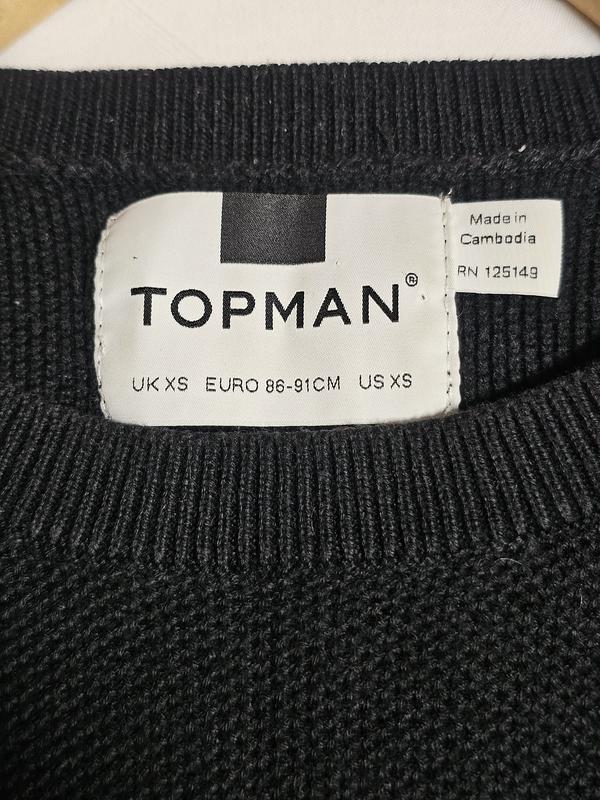 TOPMAN®
UK XS EURO 86-91CM US XS
Made in
Cambodia
RN 125149